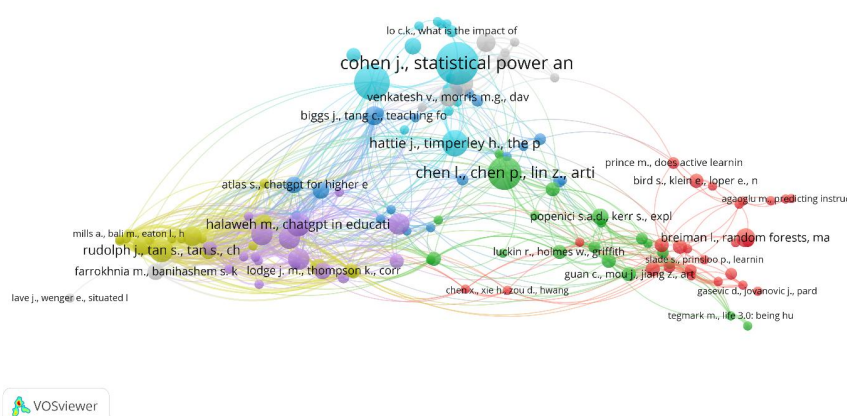 lo c.k., what is the impact of
cohen j., statistical power an
venkatesh v., morris m.g., dav
biggs j., tang c., teaching fo
hattie j., timperley h., the p
prince m., does active learnin
chen l., chen p., lin z., arti
bird s., klein e., loper e., n
atlas s., chatgpt for higher e
agaoglu m., predicting instruc
popenici s.a.d., kerr s., expl
halaweh m., chatgpt in educati
mills a., bali m., eaton l., h
breiman l., random forests, ma
rudolph j., tan s., tan s., ch
luckin r., holmes w., griffith
slade s., prinsloo p., learnin
farrokhnia m., banihashem s. k
lodge j. m., thompson k., corr
guan c., mou j., jiang z., art
chen x., xie h., zou d., hwang
gasevic d., jovanovic j., pard
lave j., wenger e., situated l
tegmark m., life 3.0: being hu
VOSviewer